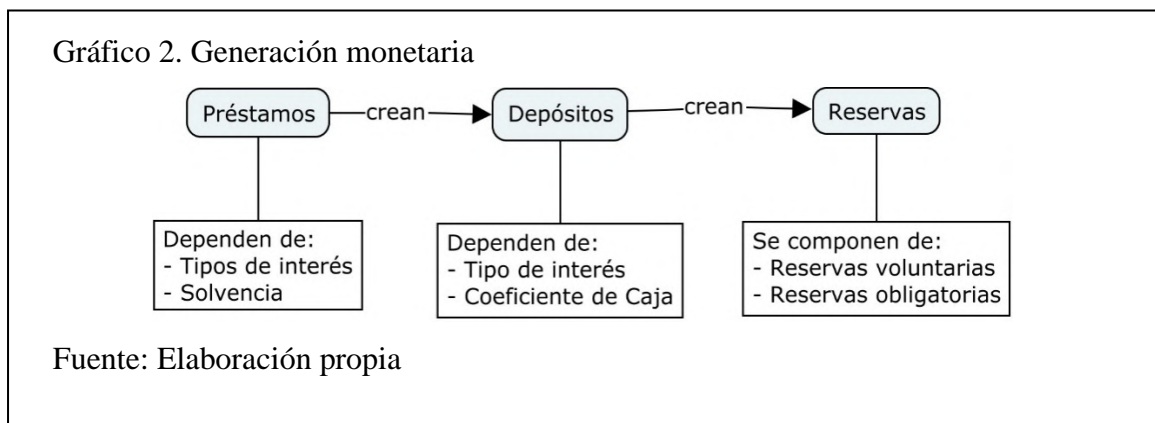 Gráfico 2. Generación monetaria
Préstamos
crean
Depósitos
crean
Reservas
Dependen de:
- Tipos de interés
- Solvencia
Dependen de:
- Tipo de interés
- Coeficiente de Caja
Se componen de:
- Reservas voluntarias
- Reservas obligatorias
Fuente: Elaboración propia